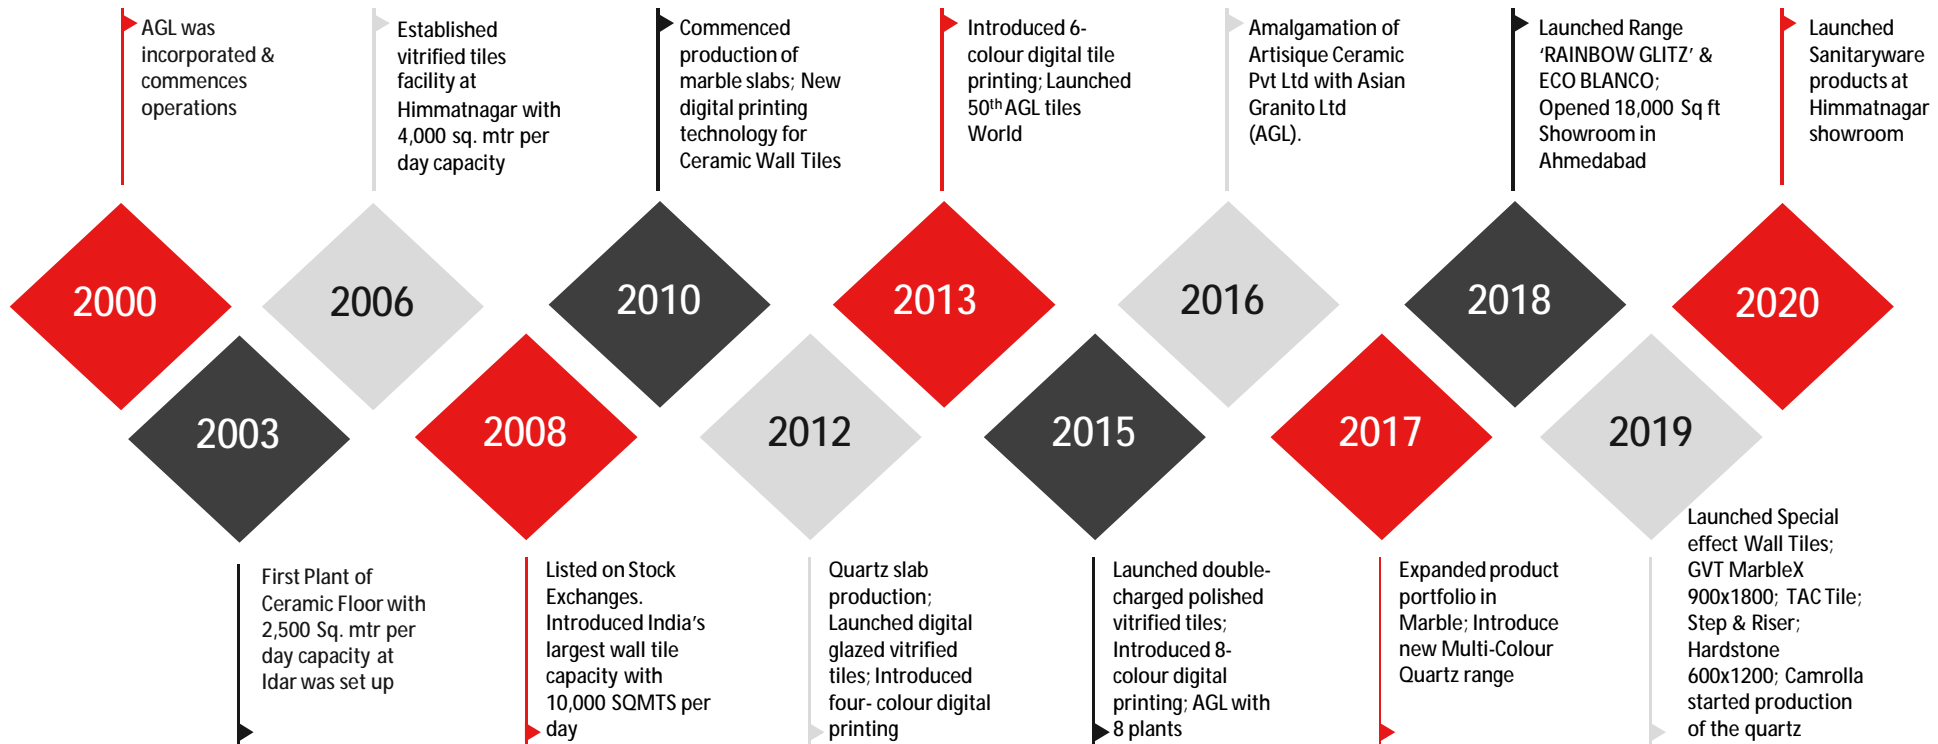 AGL was
incorporated &
commences
operations
Established
vitrified tiles
facility at
Himmatnagar with
4,000 sq. mtr per
day capacity
Commenced
production of
marble slabs; New
digital printing
technology for
Ceramic Wall Tiles
Introduced 6-
colour digital tile
printing; Launched
50th AGL tiles
World
Amalgamation of
Artisique Ceramic
Pvt Ltd with Asian
Granito Ltd
(AGL).
Launched Range
‘RAINBOW GLITZ’ &
ECO BLANCO;
Opened 18,000 Sq ft
Showroom in
Ahmedabad
Launched
Sanitaryware
products at
Himmatnagar
showroom
2000
2006
2010
2013
2016
2018
2020
2003
2008
2012
2015
2017
2019
First Plant of
Ceramic Floor with
2,500 Sq. mtr per
day capacity at
Idar was set up
Listed on Stock
Exchanges.
Introduced India’s
largest wall tile
capacity with
10,000 SQMTS per
day
Quartz slab
production;
Launched digital
glazed vitrified
tiles; Introduced
four- colour digital
printing
Launched double-
charged polished
vitrified tiles;
Introduced 8-
colour digital
printing; AGL with
8 plants
Expanded product
portfolio in
Marble; Introduce
new Multi-Colour
Quartz range
Launched Special
effect Wall Tiles;
GVT MarbleX
900x1800; TAC Tile;
Step & Riser;
Hardstone
600x1200; Camrolla
started production
of the quartz